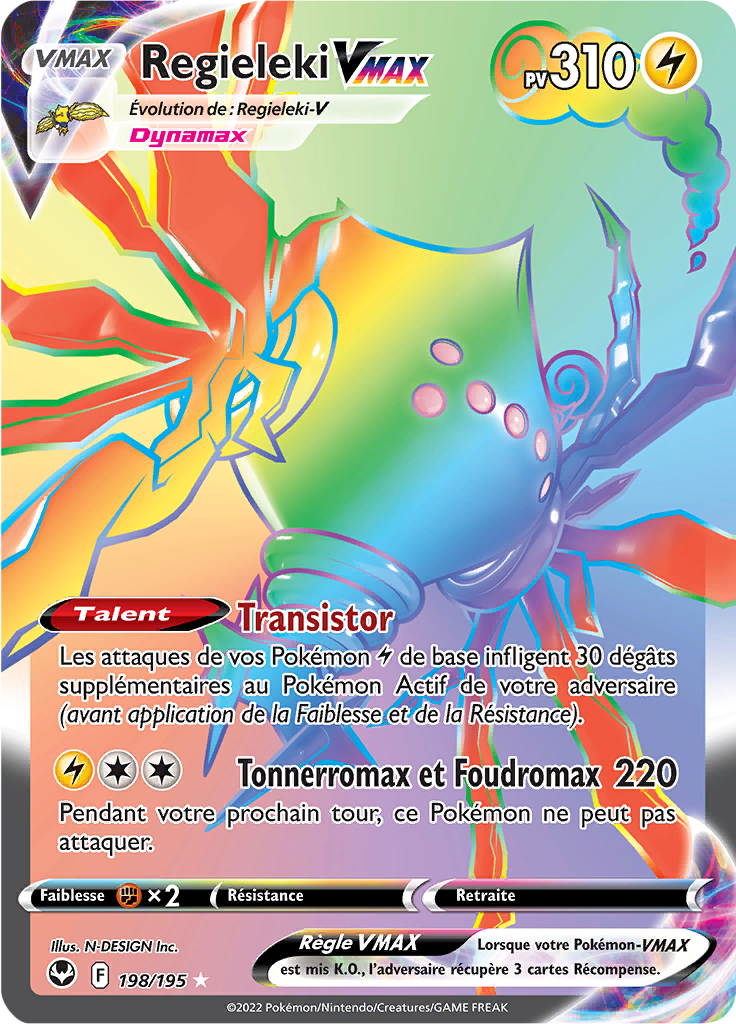 VMAX
Regieleki VMAX
PV 310
Évolution de : Regieleki-V
Dynamax
Talent Transistor
Les attaques de vos Pokémon de base infligent 30 dégâts
supplémentaires au Pokémon Actif de votre adversaire
(avant application de la Faiblesse et de la Résistance).
Tonnerromax et Foudromax 220
Pendant votre prochain tour, ce Pokémon ne peut pas
attaquer.
Faiblesse ×2 Résistance Retraite
Illus. N-DESIGN Inc.
Règle VMAX Lorsque votre Pokémon-VMAX
est mis K.O., l'adversaire récupère 3 cartes Récompense.
F 198/195
©2022 Pokémon/Nintendo/Creatures/GAME FREAK